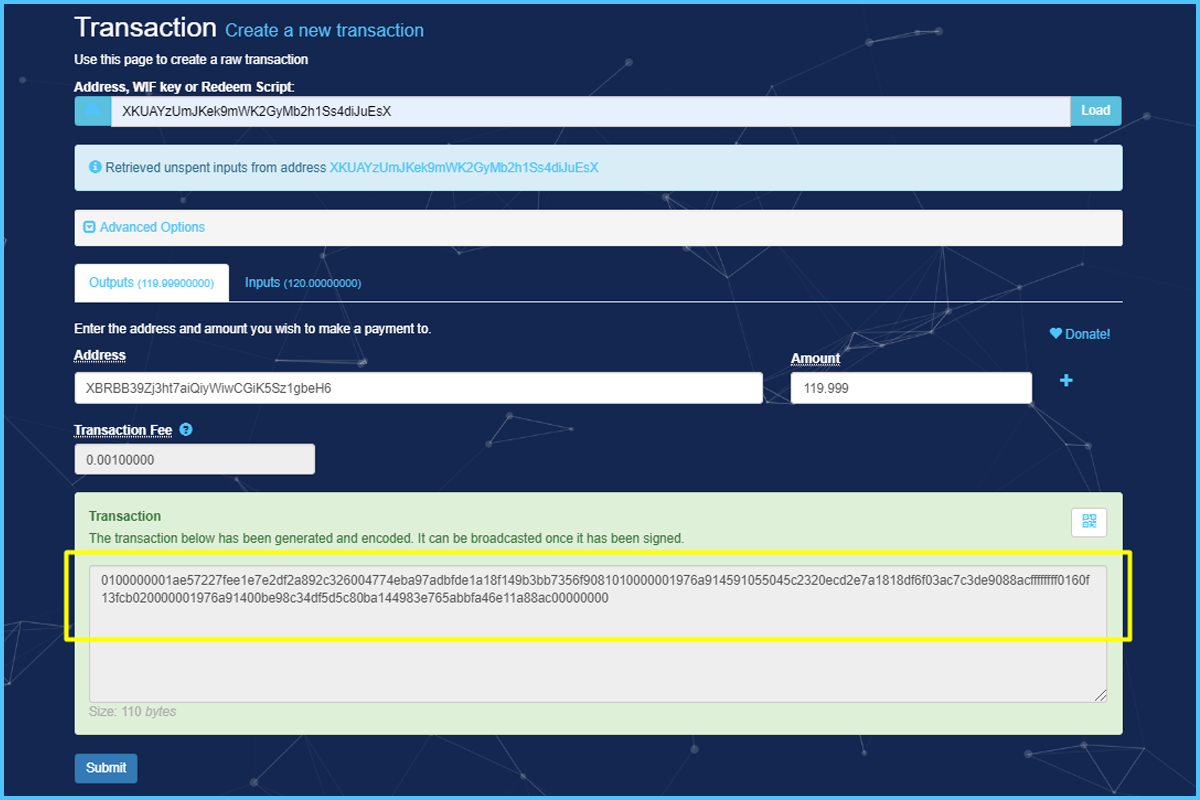 Transaction Create a new transaction
Use this page to create a raw transaction
Address, WIF key or Redeem Script:
XKUAYzUmJKek9mWK2GyMb2h1Ss4diJuEsX Load
Retrieved unspent inputs from address XKUAYzUmJKek9mWK2GyMb2h1Ss4diJuEsX
Advanced Options
Outputs (119.99900000) Inputs (120.00000000)
Enter the address and amount you wish to make a payment to.
Donate!
Address Amount
XBRBB39Zj3ht7aiQiyWiwCGiK5Sz1gbeH6 119.999
Transaction Fee
0.00100000
Transaction
The transaction below has been generated and encoded. It can be broadcasted once it has been signed.
0100000001ae57227fee1e7e2df2a892c326004774eba97adbfde1a18f149b3bb7356f9081010000001976a914591055045c2320ecd2e7a1818df6f03ac7c3de9088acffffffff0160f
13fcb020000001976a91400be98c34df5d5c80ba144983e765abbfa46e11a88ac00000000
Size: 110 bytes
Submit